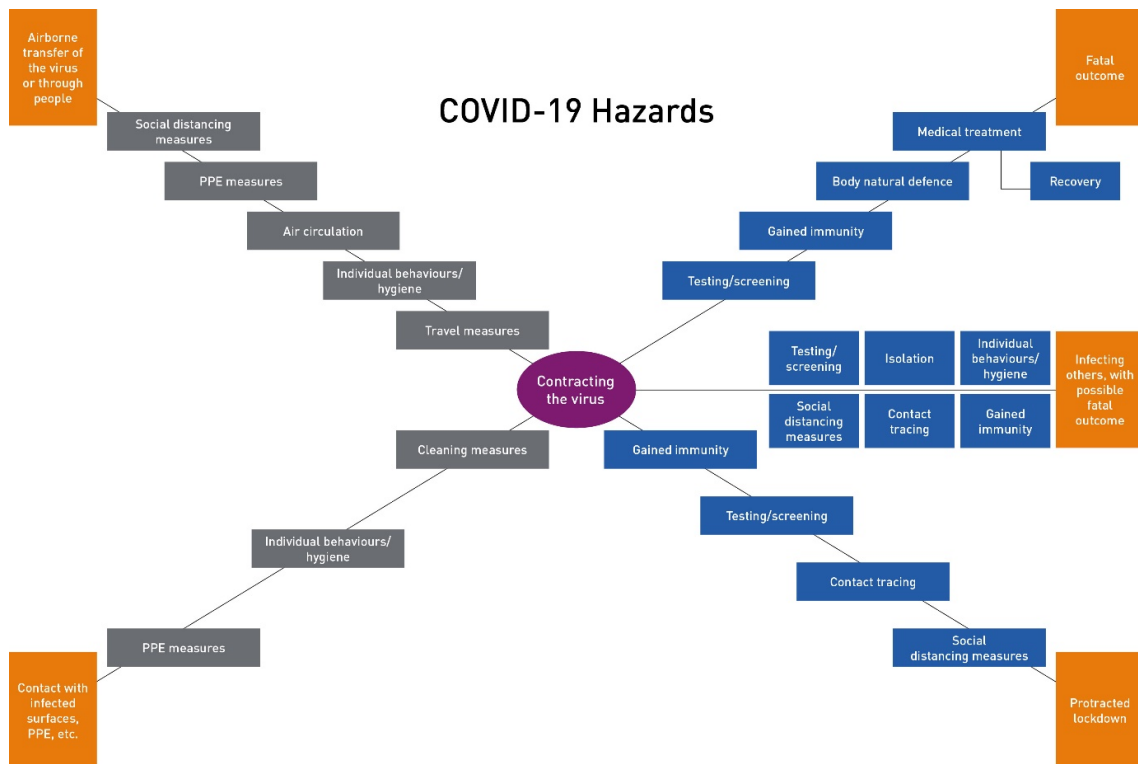 COVID-19 Hazards
Airborne
transfer of
the virus
or through
people
Social distancing
measures
PPE measures
Air circulation
Individual behaviours/
hygiene
Travel measures
Contracting
the virus
Cleaning measures
Individual behaviours/
hygiene
PPE measures
Contact with
infected
surfaces,
PPE, etc.
Fatal
outcome
Medical treatment
Recovery
Body natural defence
Gained immunity
Testing/screening
Testing/
screening
Isolation
Individual
behaviours/
hygiene
Social
distancing
measures
Contact
tracing
Gained
immunity
Infecting
others, with
possible
fatal
outcome
Gained immunity
Testing/screening
Contact tracing
Social
distancing measures
Protracted
lockdown